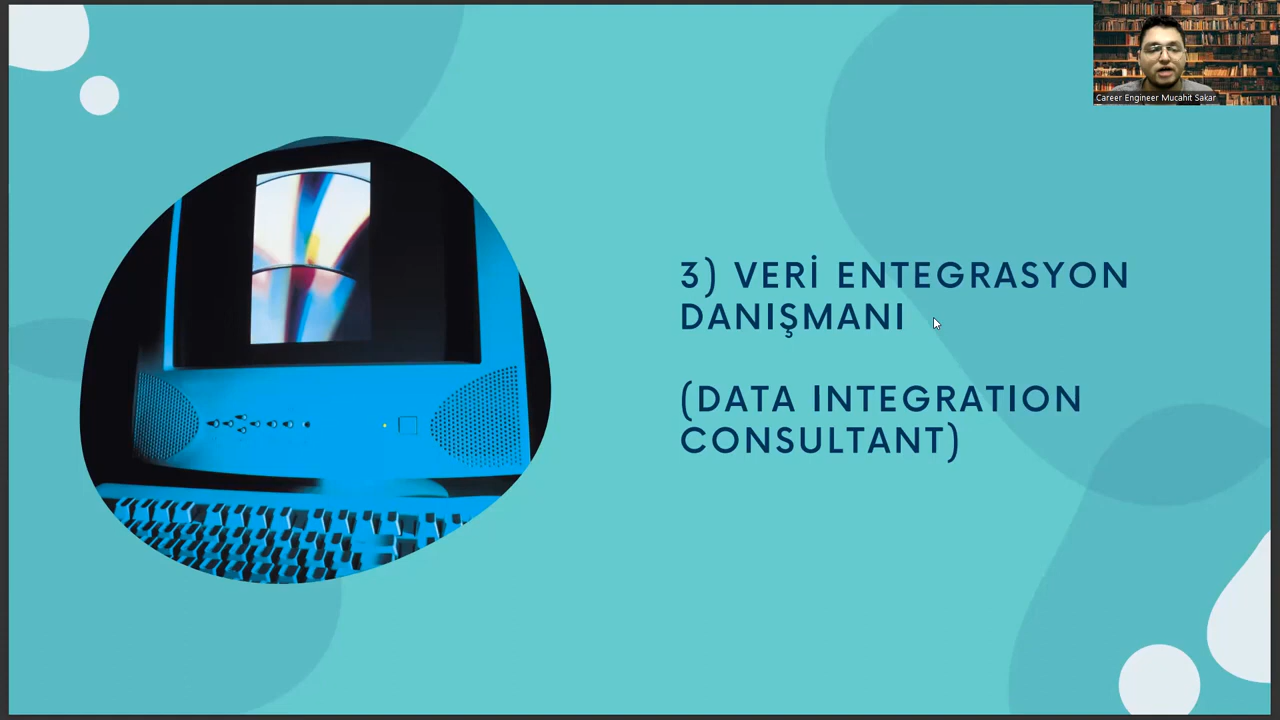 Career Engineer Mucahit Sakar
3) VERİ ENTEGRASYON
DANIŞMANI
(DATA INTEGRATION
CONSULTANT)